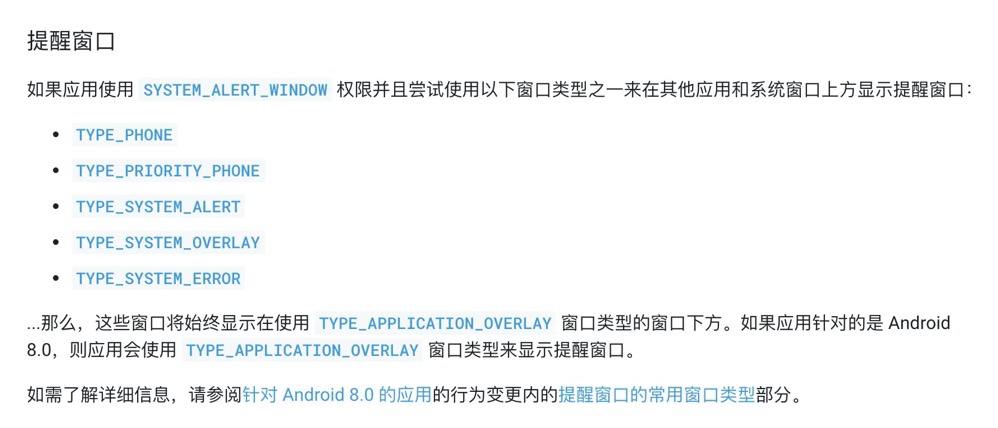 提醒窗口
如果应用使用 SYSTEM_ALERT_WINDOW 权限并且尝试使用以下窗口类型之一来在其他应用和系统窗口上方显示提醒窗口：
• TYPE_PHONE
• TYPE_PRIORITY_PHONE
• TYPE_SYSTEM_ALERT
• TYPE_SYSTEM_OVERLAY
• TYPE_SYSTEM_ERROR
...那么，这些窗口将始终显示在使用 TYPE_APPLICATION_OVERLAY 窗口类型的窗口下方。如果应用针对的是 Android
8.0，则应用会使用 TYPE_APPLICATION_OVERLAY 窗口类型来显示提醒窗口。
如需了解详细信息，请参阅针对 Android 8.0 的应用的行为变更内的提醒窗口的常用窗口类型部分。